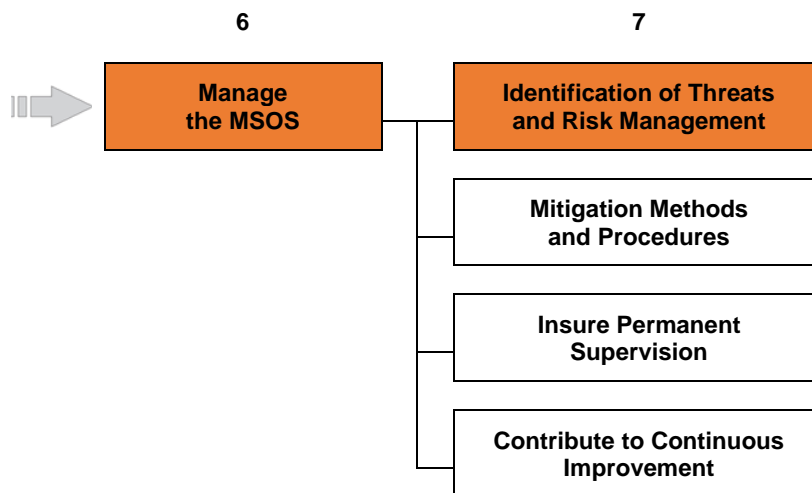 6
7
Manage
the MSOS
Identification of Threats
and Risk Management
Mitigation Methods
and Procedures
Insure Permanent
Supervision
Contribute to Continuous
Improvement